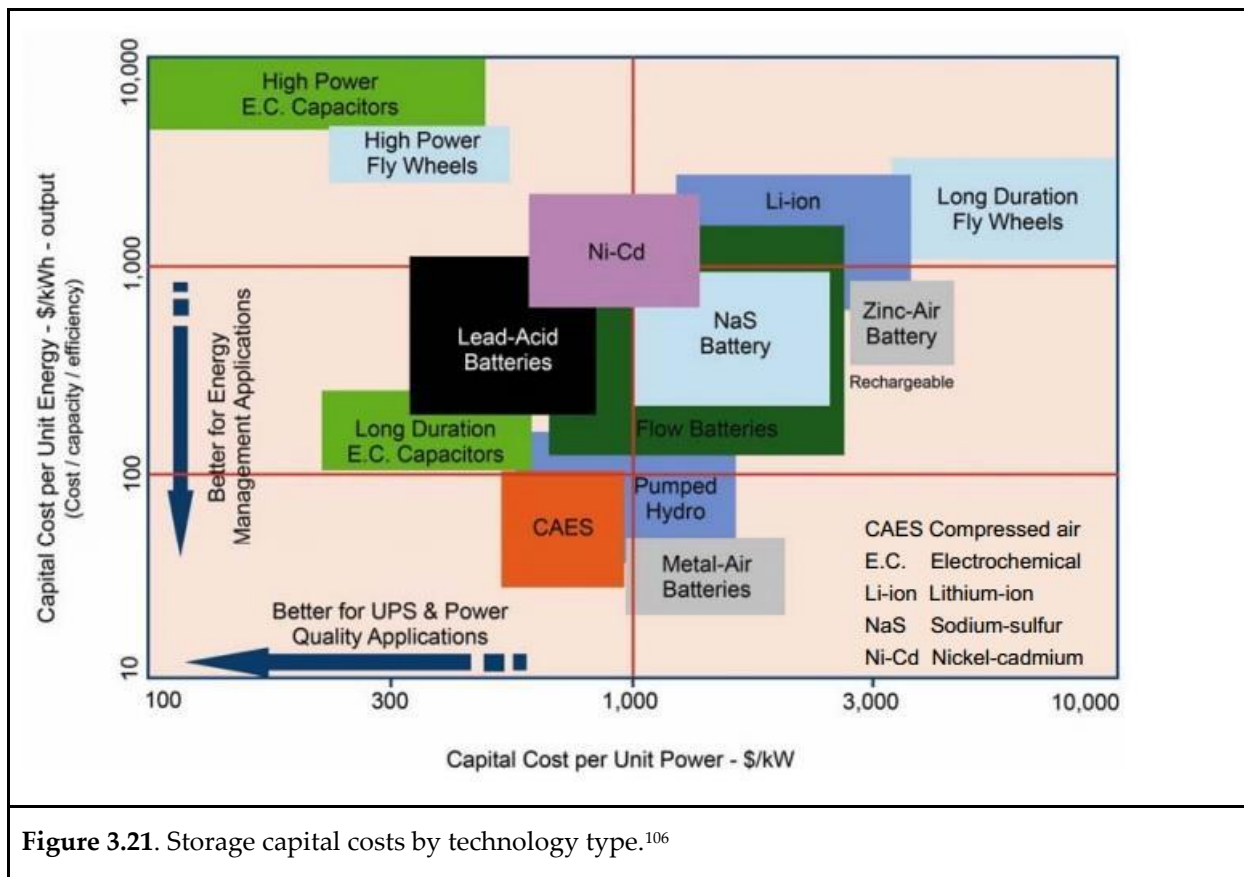 10,000
1,000
100
10
Capital Cost per Unit Energy - $/kWh - output
(Cost / capacity / efficiency)
Better for Energy
Management Applications
High Power
E.C. Capacitors
High Power
Fly Wheels
Li-ion
Long Duration
Fly Wheels
Ni-Cd
Lead-Acid
Batteries
NaS
Battery
Zinc-Air
Battery
Rechargeable
Long Duration
E.C. Capacitors
Flow Batteries
Pumped
Hydro
CAES
Metal-Air
Batteries
CAES Compressed air
E.C. Electrochemical
Li-ion Lithium-ion
NaS Sodium-sulfur
Ni-Cd Nickel-cadmium
Better for UPS & Power
Quality Applications
100 300 1,000 3,000 10,000
Capital Cost per Unit Power - $/kW
Figure 3.21. Storage capital costs by technology type.106